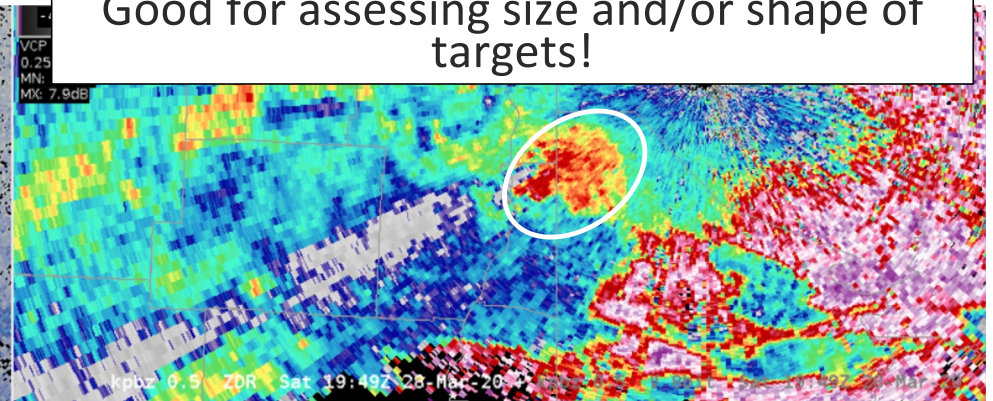 Good for assessing size and/or shape of
targets!
VCP
0.25
MN:
MX: 7.9dB
kpbz 0.5 ZDR Sat 19:49Z 28-Mar-20